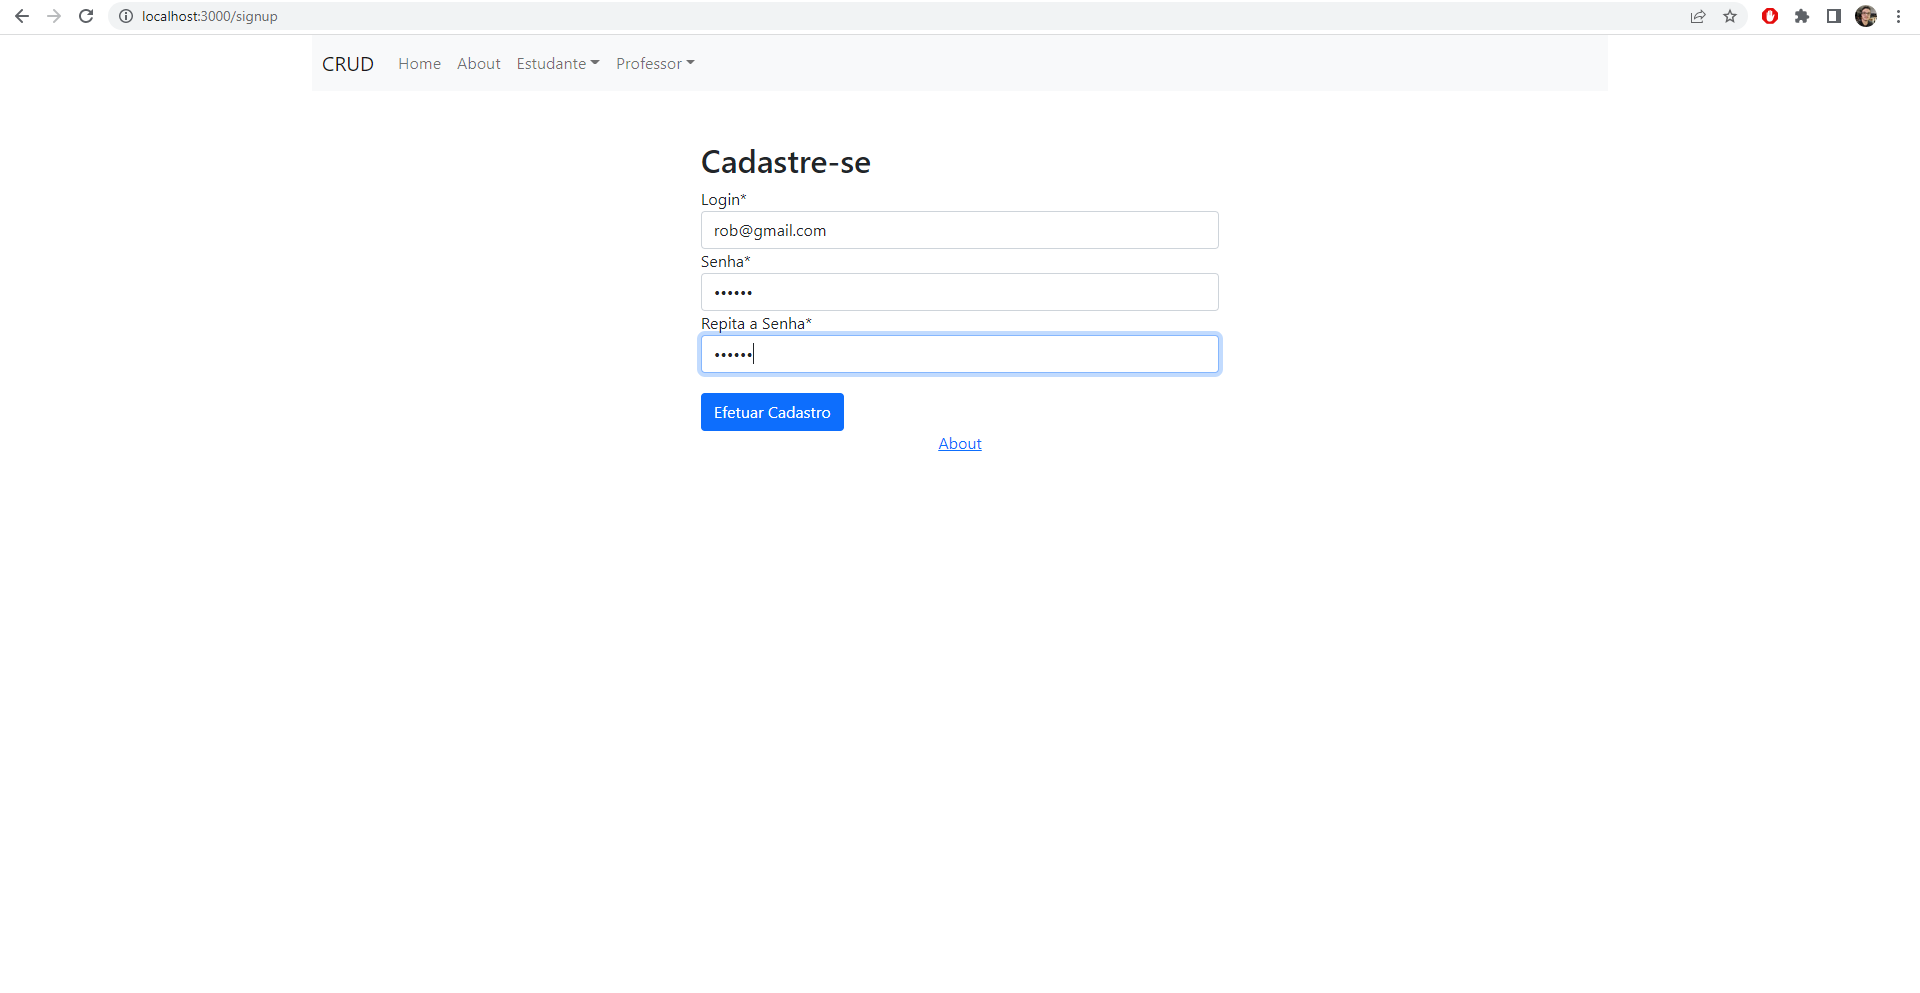 localhost:3000/signup
CRUD Home About Estudante Professor
Cadastre-se
Login*
rob@gmail.com
Senha*
••••••
Repita a Senha*
••••••
Efetuar Cadastro
About